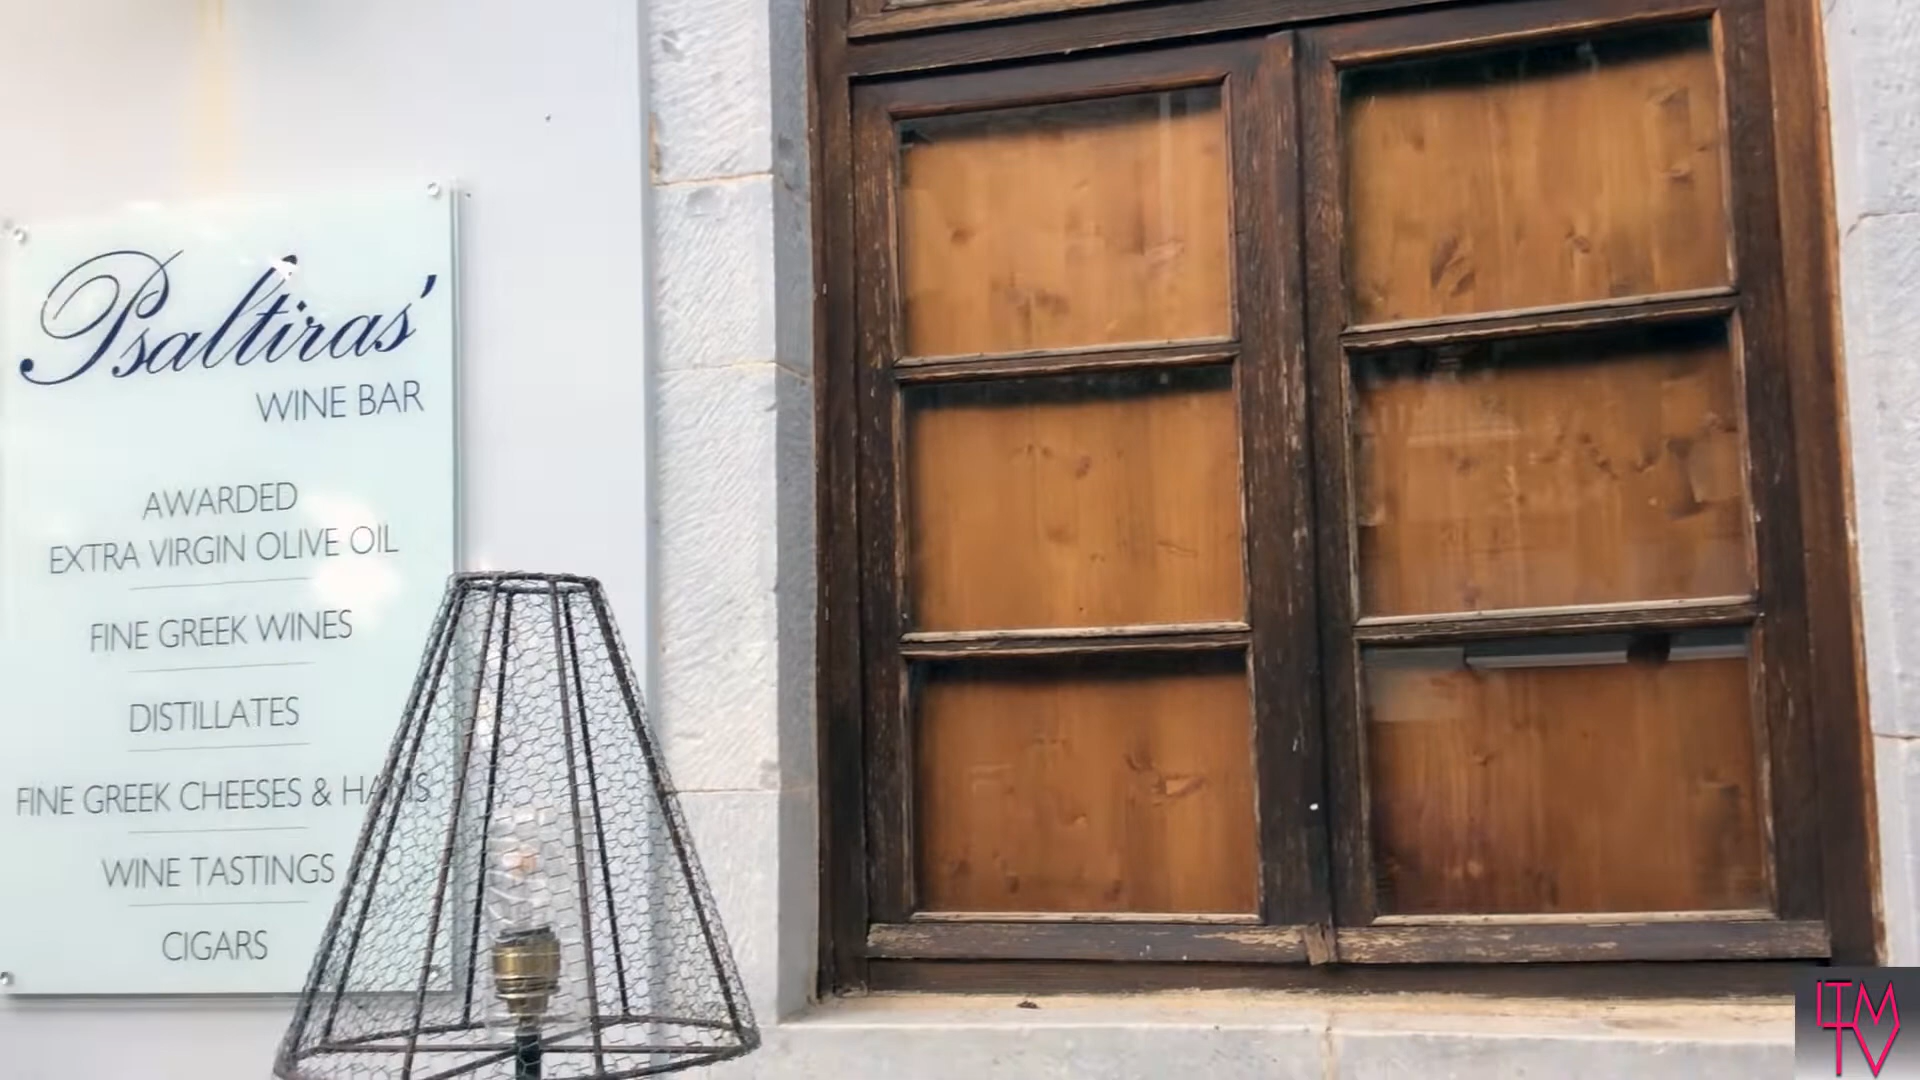 Psaltiras'
WINE BAR
AWARDED
EXTRA VIRGIN OLIVE OIL
FINE GREEK WINES
DISTILLATES
FINE GREEK CHEESES & HAMS
WINE TASTINGS
CIGARS
LTM
TV